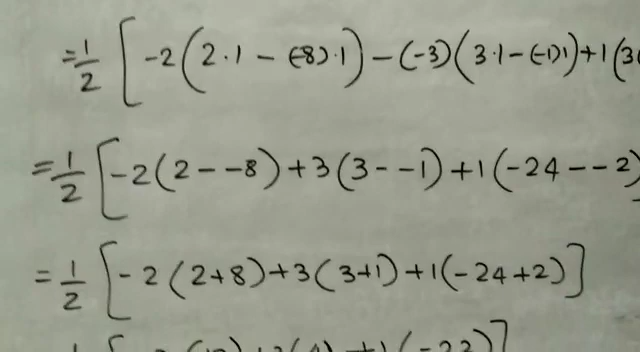 =1/2 [-2(2·1 - (-8)·1) - (-3)(3·1 - (-1)1) + 1(3
=1/2 [-2(2 - -8) + 3(3 - -1) + 1(-24 - -2)
=1/2 [-2(2+8) + 3(3+1) + 1(-24+2)]